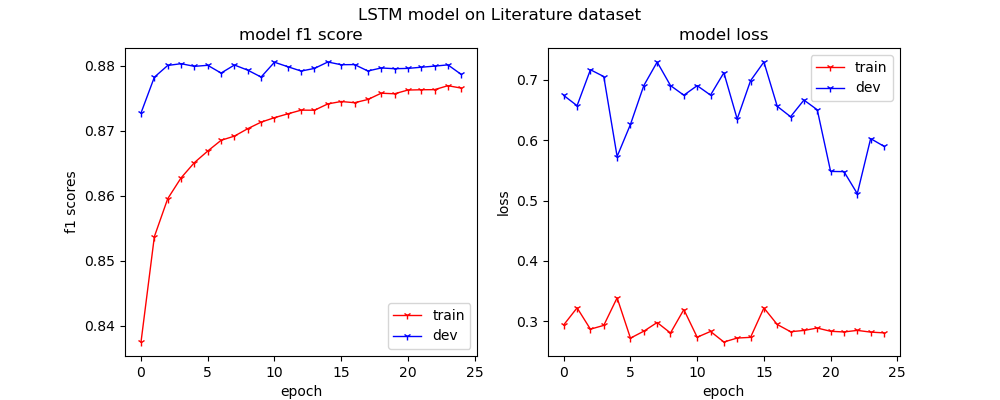 LSTM model on Literature dataset
model f1 score
0.88
0.87
0.86
0.85
0.84
f1 scores
0 5 10 15 20 25
epoch
train
dev
model loss
0.7
0.6
0.5
0.4
0.3
loss
0 5 10 15 20 25
epoch
train
dev